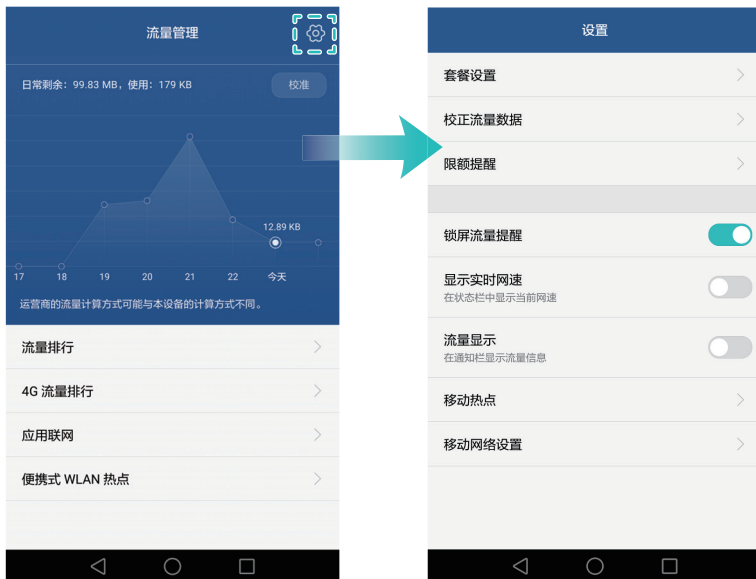 流量管理
日常剩余：99.83 MB，使用：179 KB
校准
12.89 KB
17 18 19 20 21 22 今天
运营商的流量计算方式可能与本设备的计算方式不同。
流量排行
4G 流量排行
应用联网
便携式 WLAN 热点
设置
套餐设置
校正流量数据
限额提醒
锁屏流量提醒
显示实时网速
在状态栏中显示当前网速
流量显示
在通知栏显示流量信息
移动热点
移动网络设置